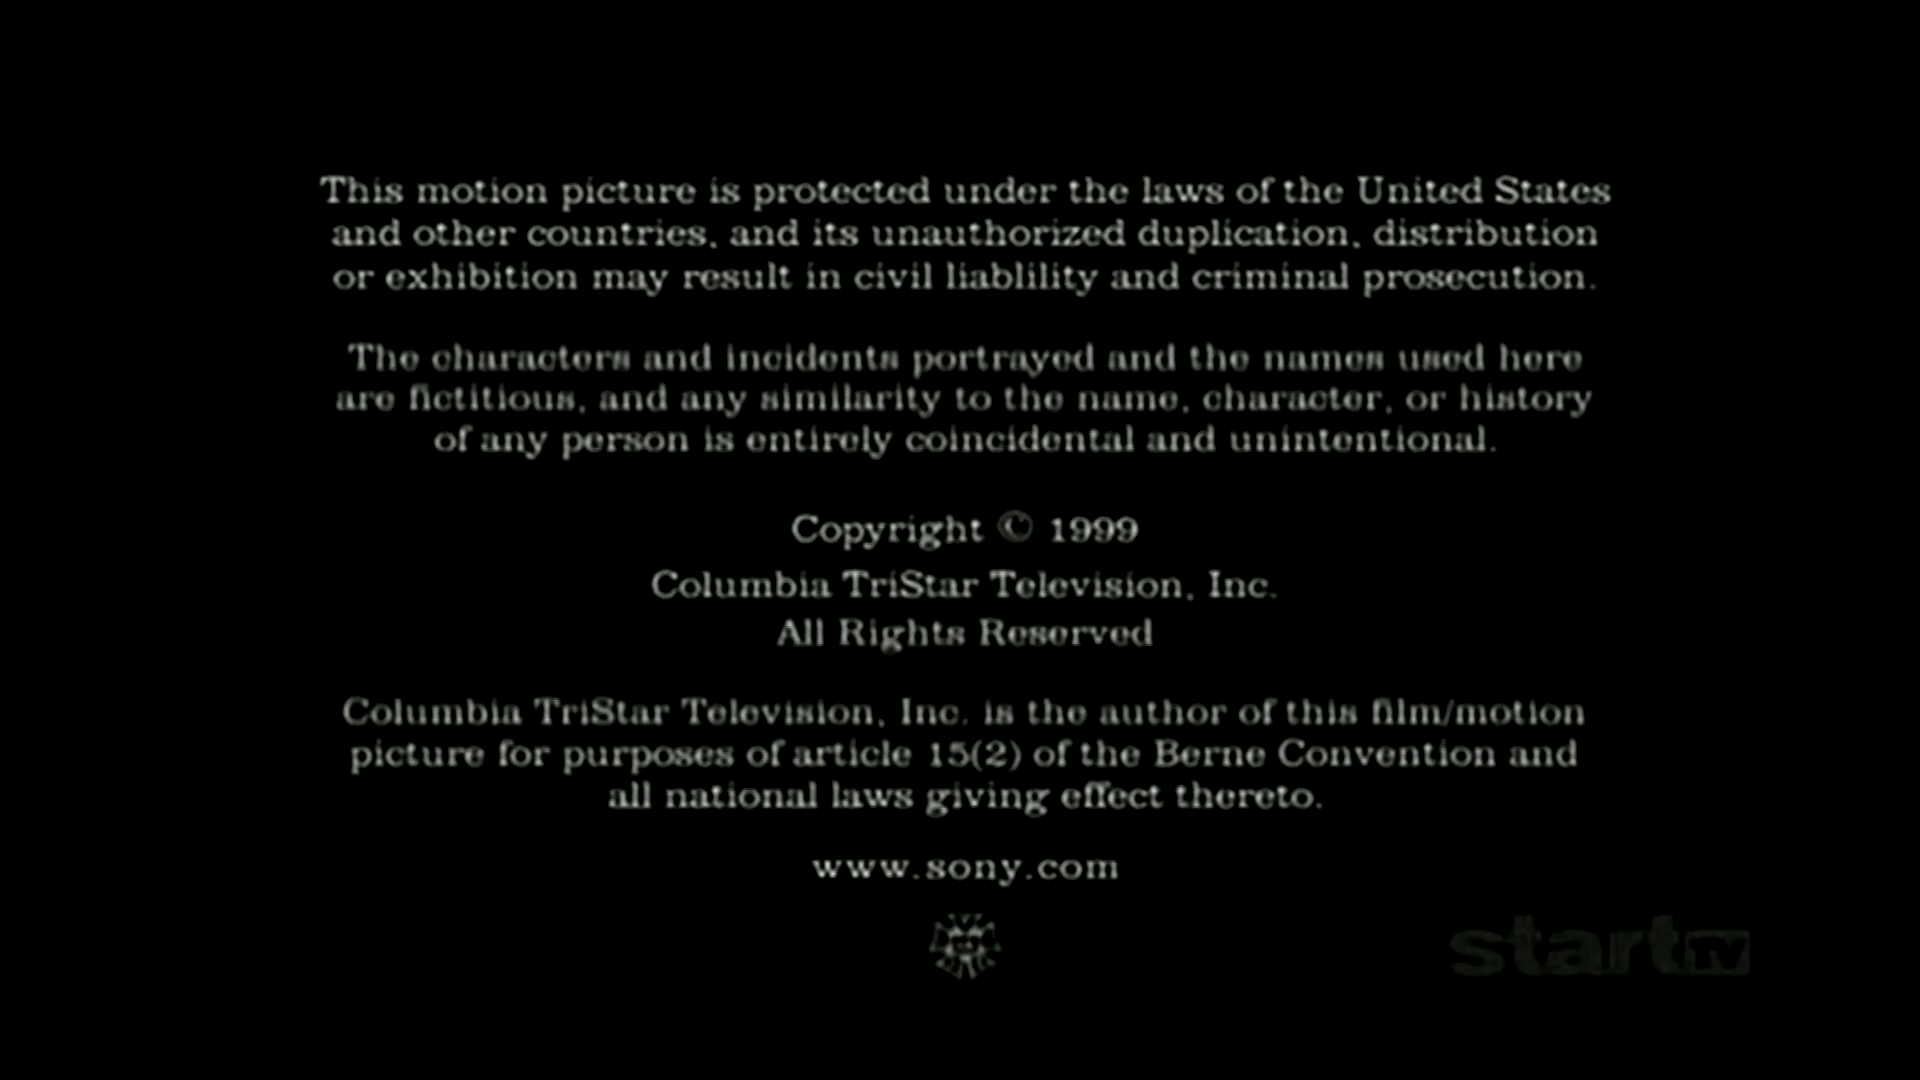 This motion picture is protected under the laws of the United States
and other countries, and its unauthorized duplication, distribution
or exhibition may result in civil liablility and criminal prosecution.
The characters and incidents portrayed and the names used here
are fictitious, and any similarity to the name, character, or history
of any person is entirely coincidental and unintentional.
Copyright © 1999
Columbia TriStar Television, Inc.
All Rights Reserved
Columbia TriStar Television, Inc. is the author of this film/motion
picture for purposes of article 15(2) of the Berne Convention and
all national laws giving effect thereto.
www.sony.com
start TV